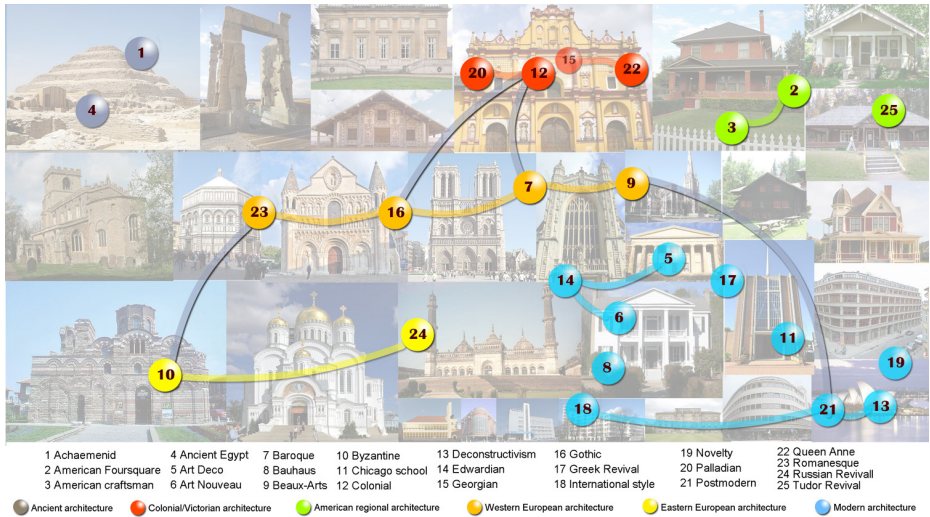 1
4
20
12
15
22
2
3
25
23
16
7
9
14
5
17
6
11
8
19
10
24
18
21
13
1 Achaemenid
2 American Foursquare
3 American craftsman
4 Ancient Egypt
5 Art Deco
6 Art Nouveau
7 Baroque
8 Bauhaus
9 Beaux-Arts
10 Byzantine
11 Chicago school
12 Colonial
13 Deconstructivism
14 Edwardian
15 Georgian
16 Gothic
17 Greek Revival
18 International style
19 Novelty
20 Palladian
21 Postmodern
22 Queen Anne
23 Romanesque
24 Russian Revivall
25 Tudor Revival
Ancient architecture
Colonial/Victorian architecture
American regional architecture
Western European architecture
Eastern European architecture
Modern architecture